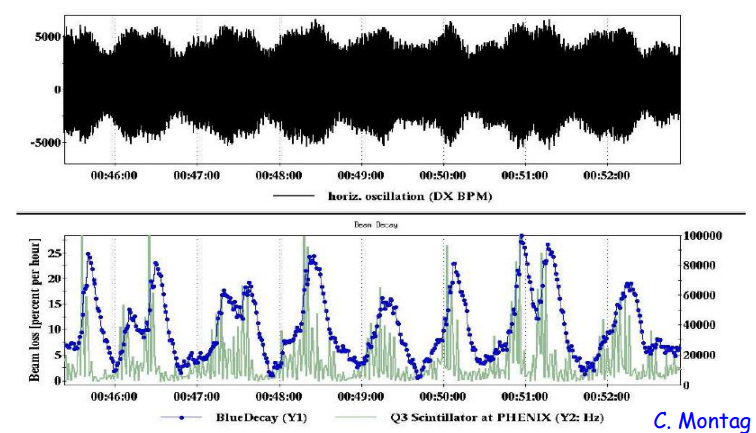 5000
0
-5000
00:46:00 00:47:00 00:48:00 00:49:00 00:50:00 00:51:00 00:52:00
horiz. oscillation (DX BPM)
Beam Decay
Beam loss [percent per hour]
25
20
15
10
5
0
100000
80000
60000
40000
20000
0
00:46:00 00:47:00 00:48:00 00:49:00 00:50:00 00:51:00 00:52:00
BlueDecay (Y1) Q3 Scintillator at PHENIX (Y2: Hz)
C. Montag